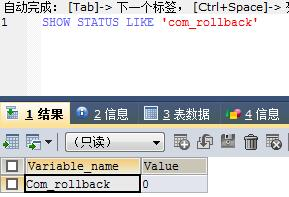 自动完成: [Tab]-> 下一个标签, [Ctrl+Space]->
1 SHOW STATUS LIKE 'com_rollback'
1 结果 2 信息 3 表数据 4 信息
(只读)
Variable_name Value
Com_rollback 0